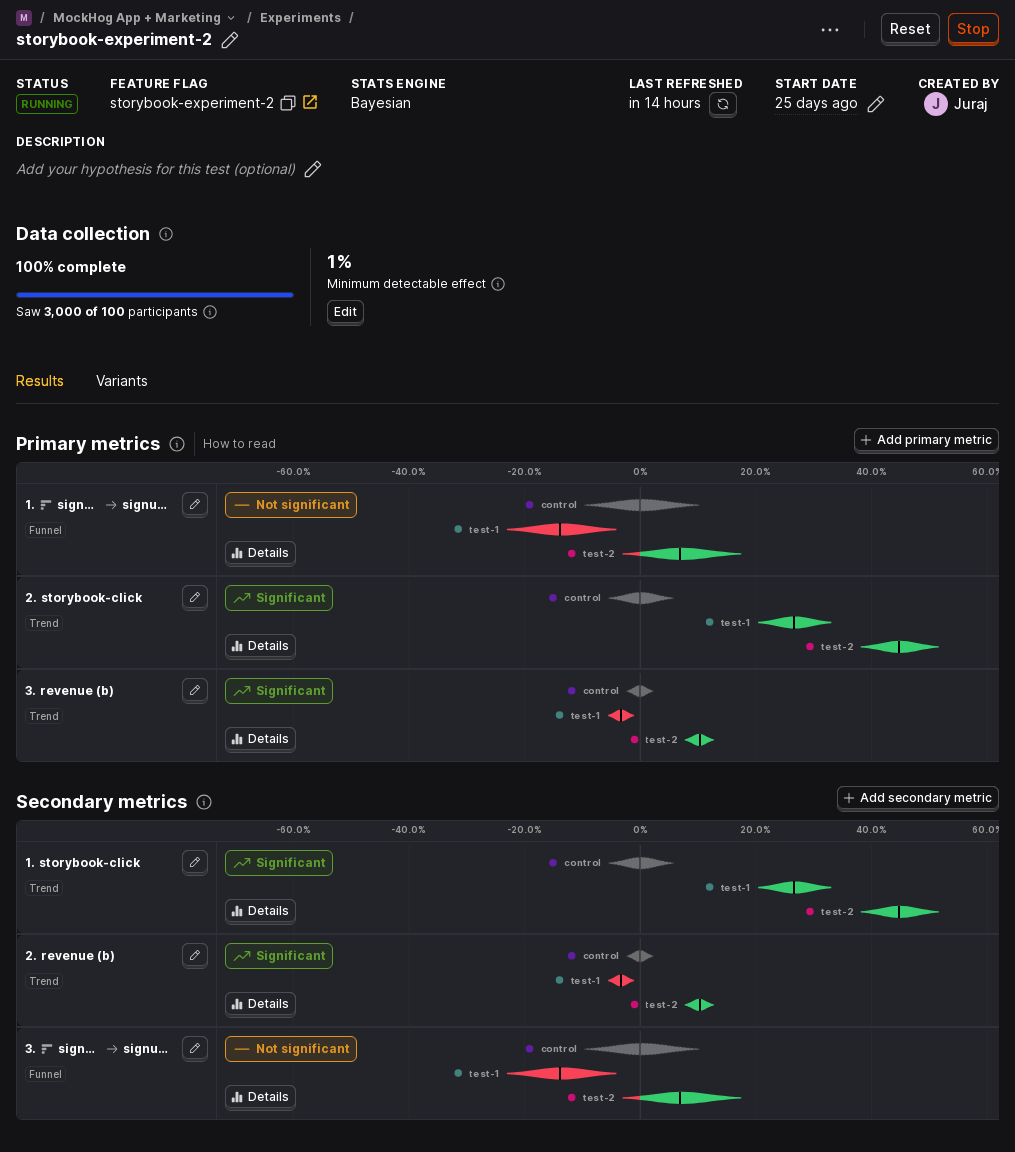 M / MockHog App + Marketing / Experiments /
storybook-experiment-2
Reset Stop
STATUS FEATURE FLAG STATS ENGINE LAST REFRESHED START DATE CREATED BY
RUNNING storybook-experiment-2 Bayesian in 14 hours 25 days ago J Juraj
DESCRIPTION
Add your hypothesis for this test (optional)
Data collection
100% complete
Saw 3,000 of 100 participants
1%
Minimum detectable effect
Edit
Results Variants
Primary metrics How to read Add primary metric
-60.0% -40.0% -20.0% 0% 20.0% 40.0% 60.0%
1. sign... signu... Not significant control
Funnel test-1
Details test-2
2. storybook-click Significant control
Trend test-1
Details test-2
3. revenue (b) Significant control
Trend test-1
Details test-2
Secondary metrics Add secondary metric
-60.0% -40.0% -20.0% 0% 20.0% 40.0% 60.0%
1. storybook-click Significant control
Trend test-1
Details test-2
2. revenue (b) Significant control
Trend test-1
Details test-2
3. sign... signu... Not significant control
Funnel test-1
Details test-2